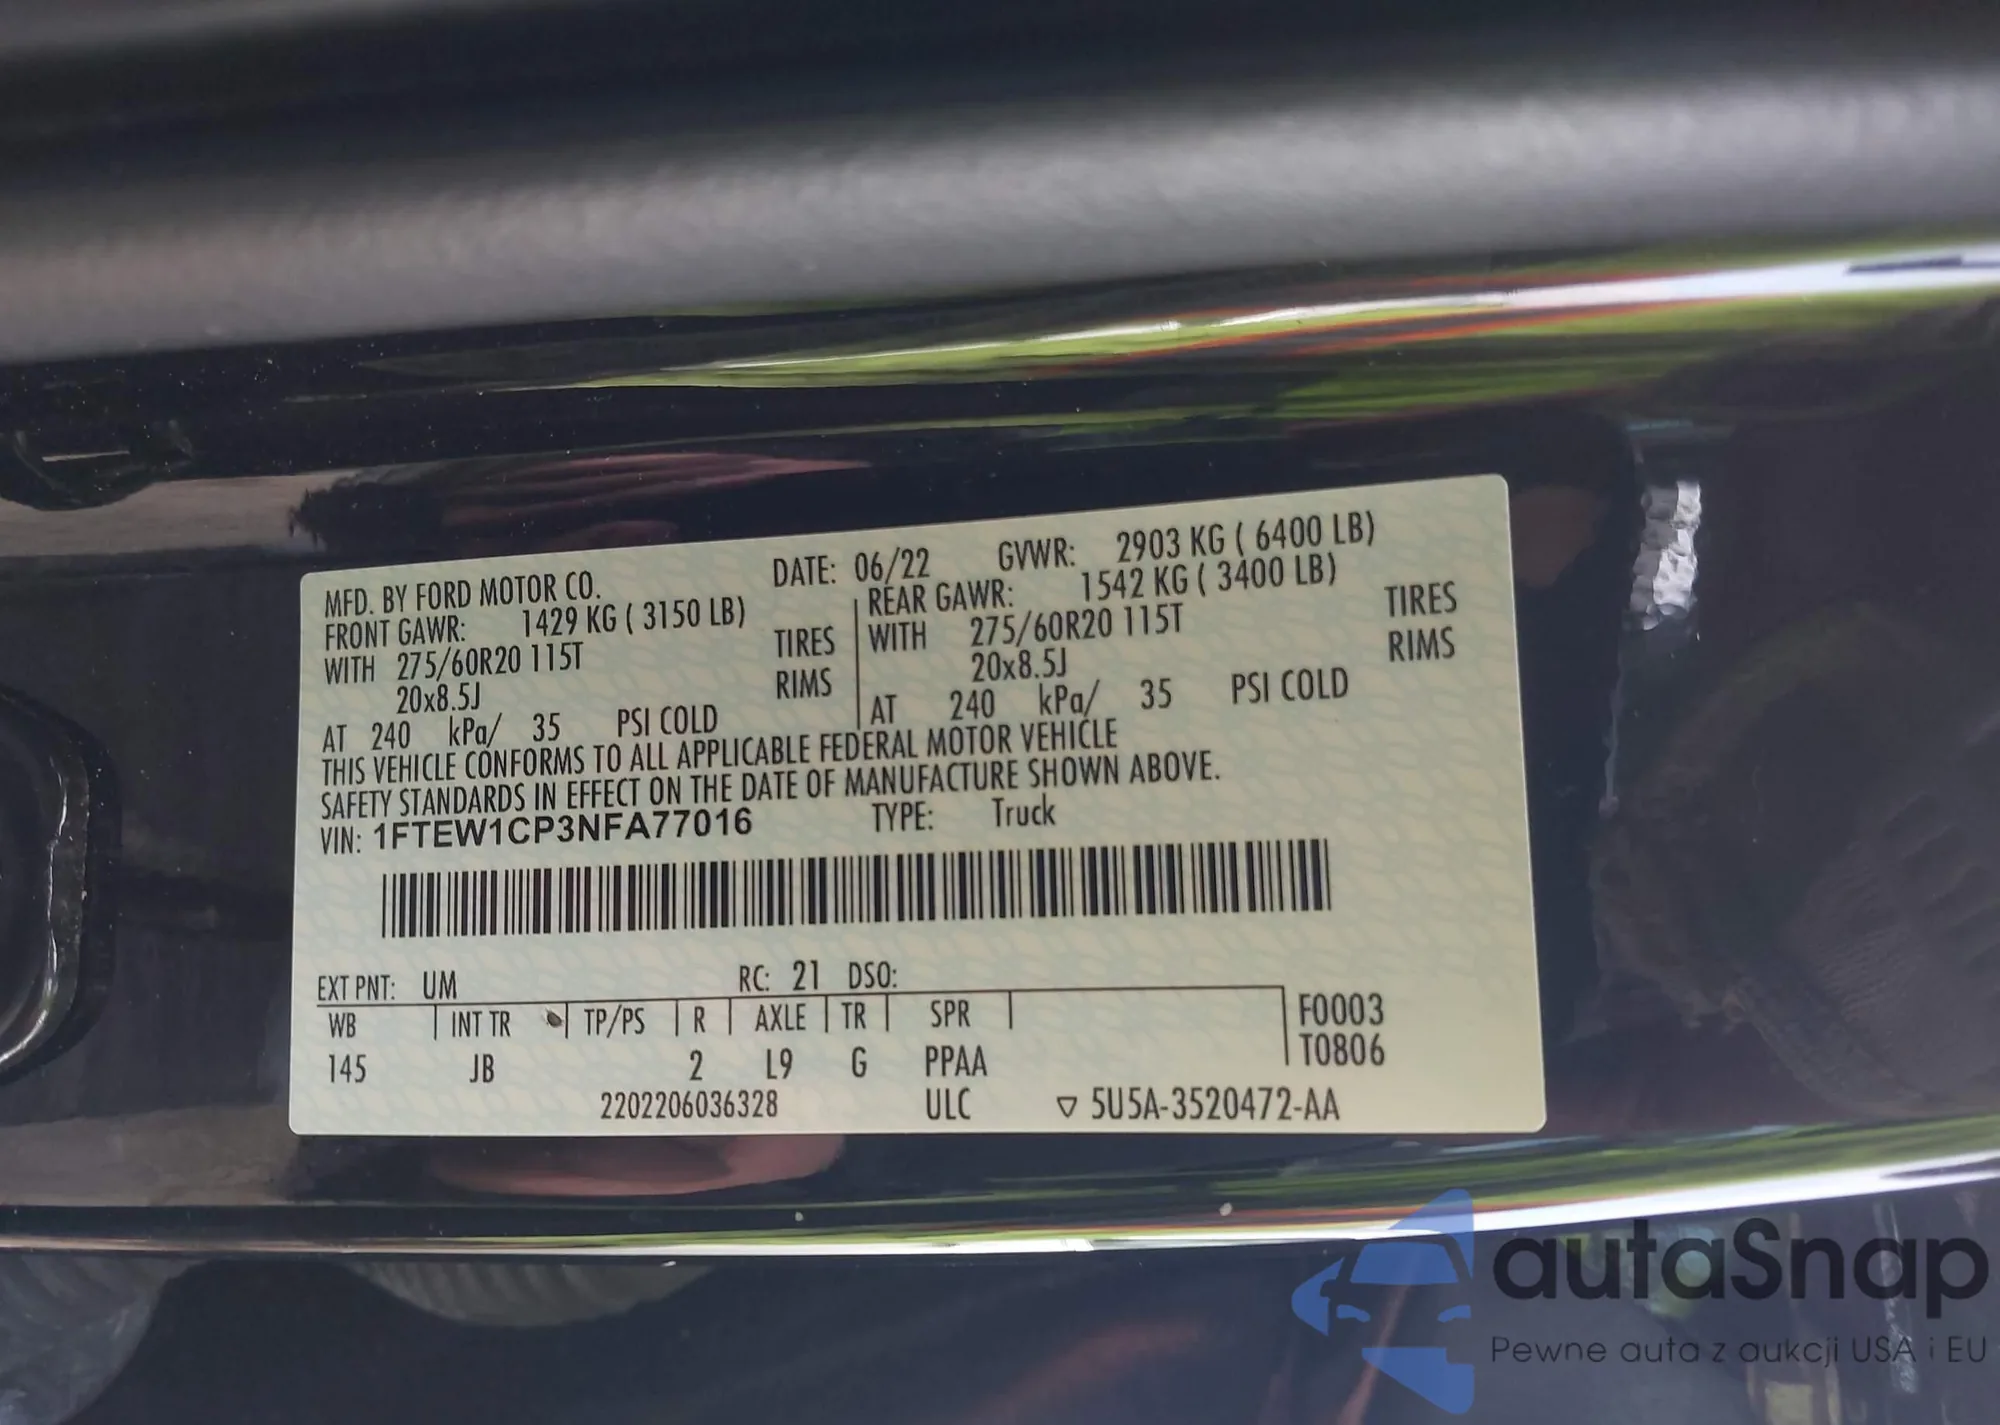 MFD. BY FORD MOTOR CO. DATE: 06/22 GVWR: 2903 KG ( 6400 LB)
FRONT GAWR: 1429 KG ( 3150 LB) REAR GAWR: 1542 KG ( 3400 LB)
WITH 275/60R20 115T TIRES WITH 275/60R20 115T TIRES
20x8.5J RIMS 20x8.5J RIMS
AT 240 kPa/ 35 PSI COLD AT 240 kPa/ 35 PSI COLD
THIS VEHICLE CONFORMS TO ALL APPLICABLE FEDERAL MOTOR VEHICLE
SAFETY STANDARDS IN EFFECT ON THE DATE OF MANUFACTURE SHOWN ABOVE.
VIN: 1FTEW1CP3NFA77016 TYPE: Truck
EXT PNT: UM RC: 21 DSO:
WB INT TR TP/PS R AXLE TR SPR F0003
145 JB 2 L9 G PPAA T0806
2202206036328 ULC ▽ 5U5A-3520472-AA
autaSnap
Pewne auta z aukcji USA i EU